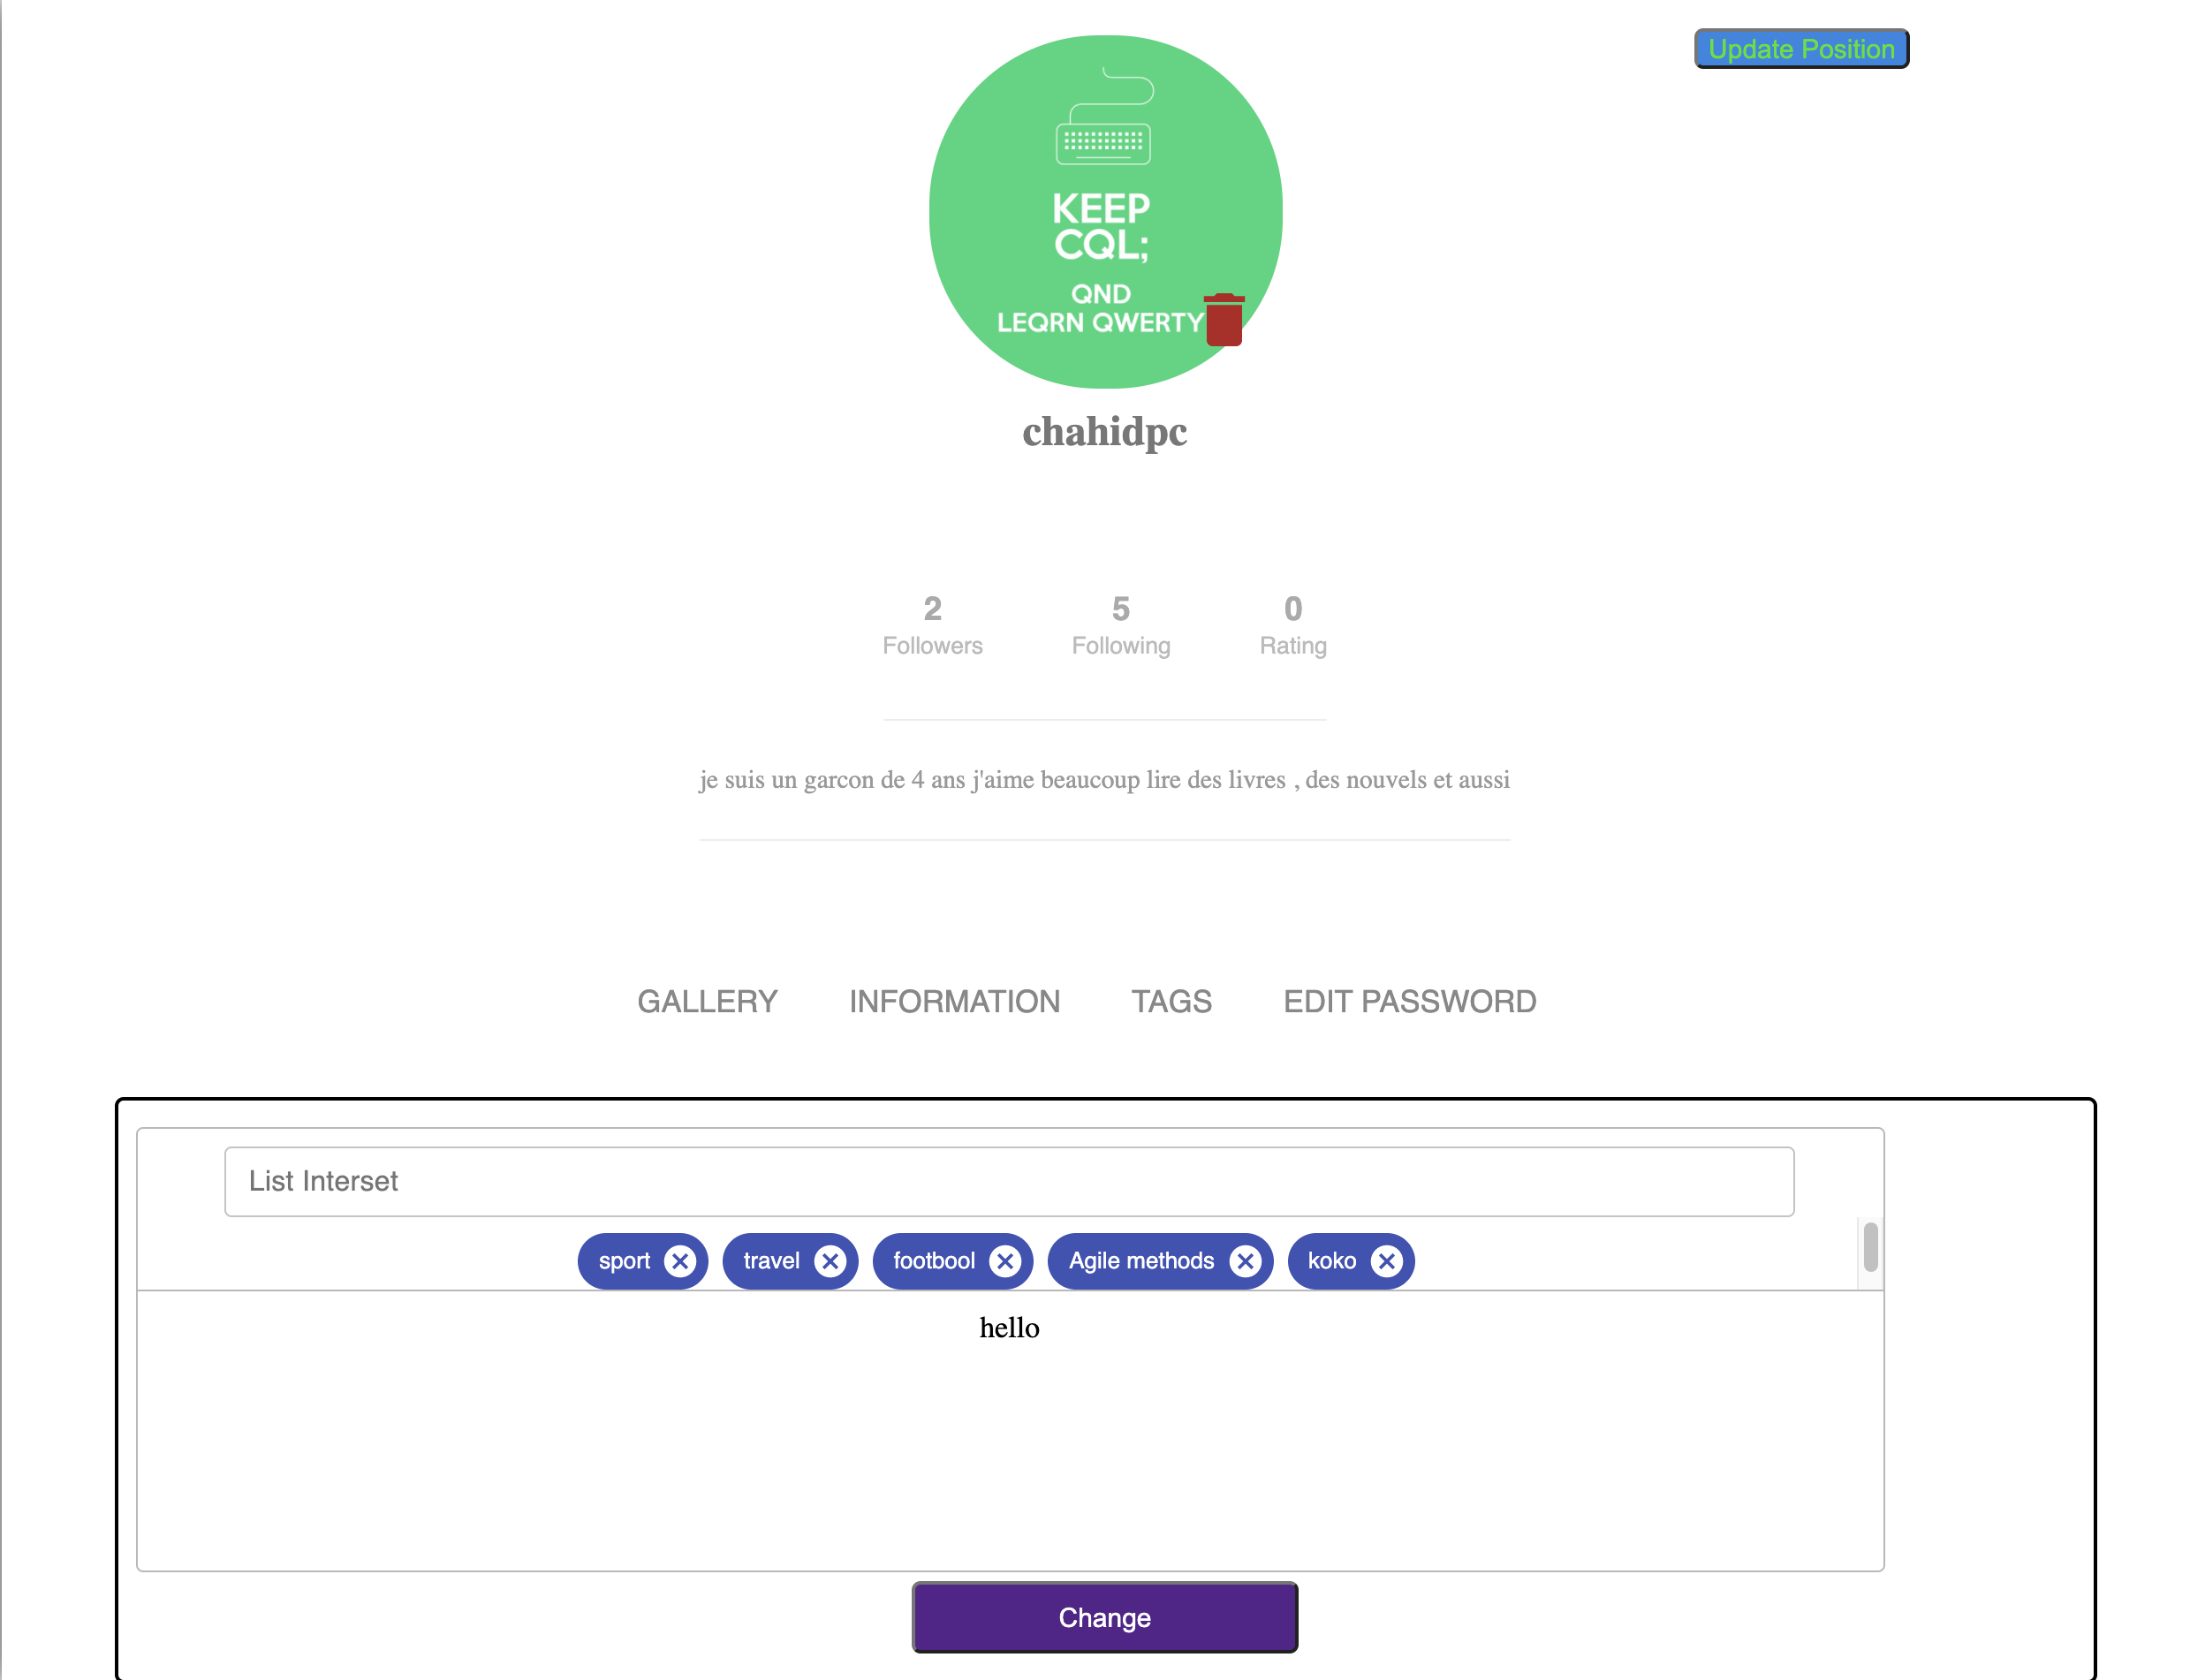 Update Position
KEEP
CQL;
QND
LEQRN QWERTY
chahidpc
2 5 0
Followers Following Rating
je suis un garcon de 4 ans j'aime beaucoup lire des livres , des nouvels et aussi
GALLERY INFORMATION TAGS EDIT PASSWORD
List Interset
sport travel footbool Agile methods koko
hello
Change